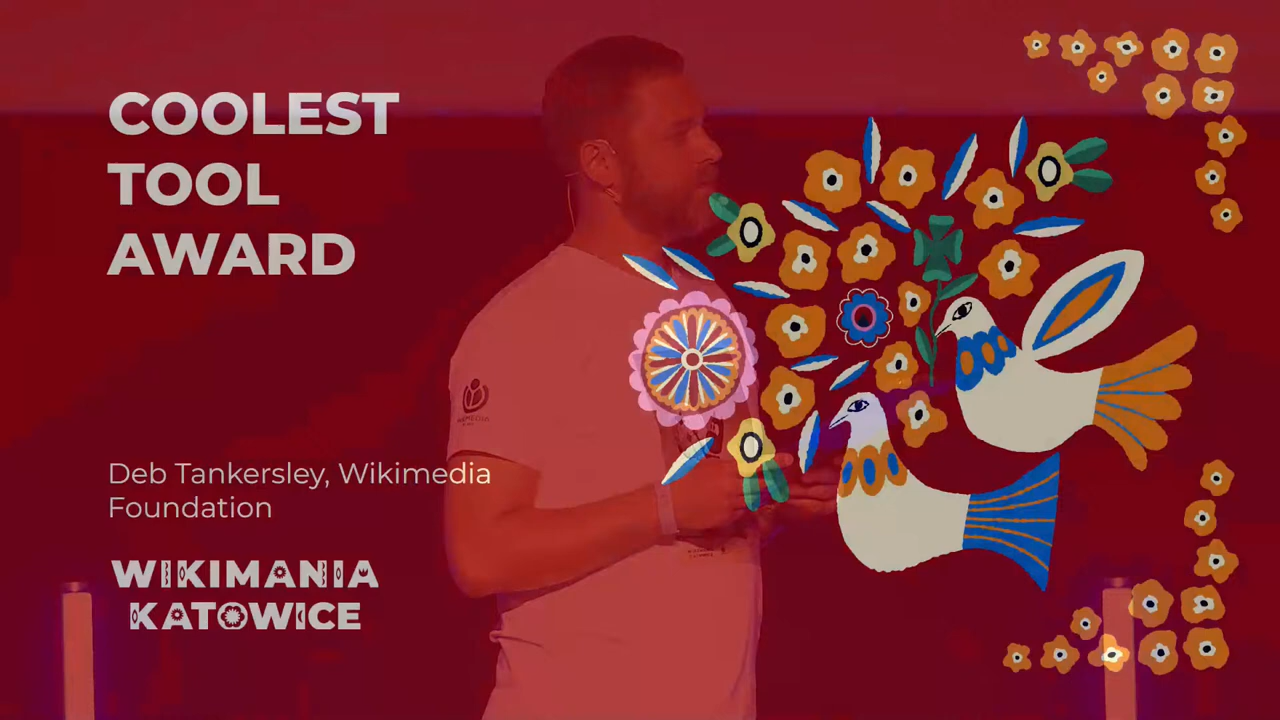 COOLEST
TOOL
AWARD
Deb Tankersley, Wikimedia
Foundation
WIKIMANIA
KATOWICE